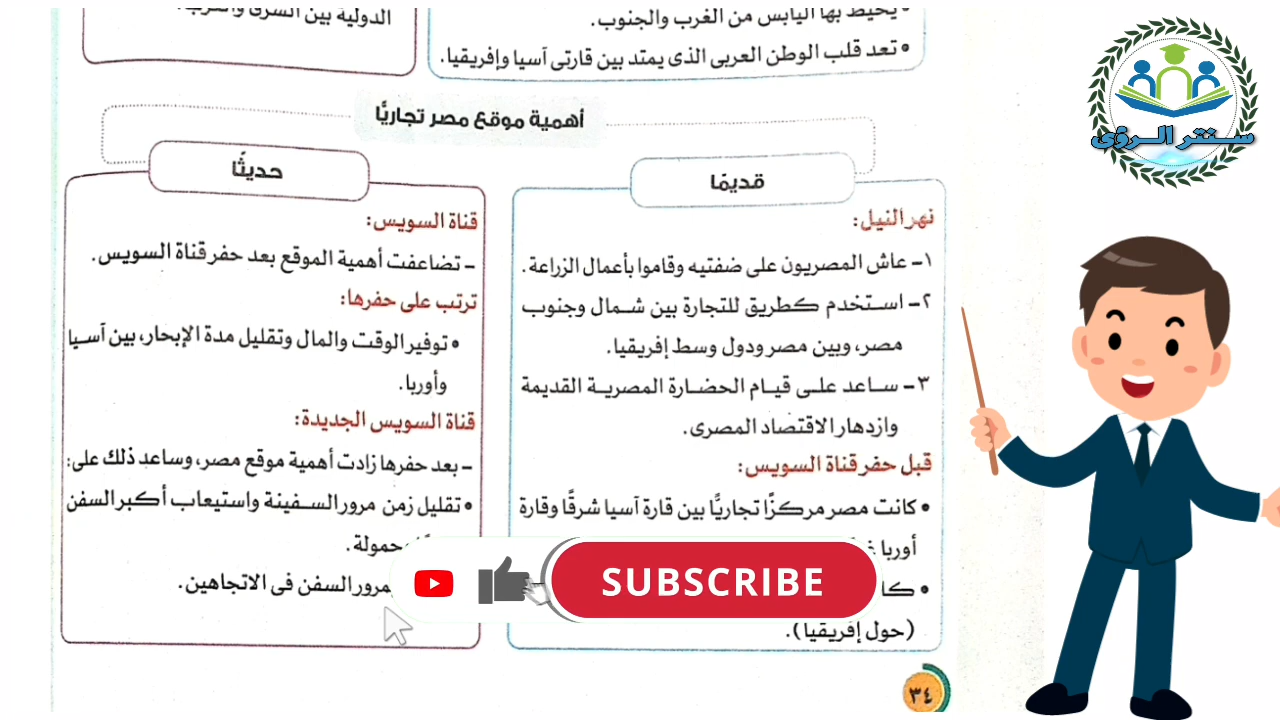 يحيط بها اليابس من الغرب والجنوب.
• تعد قلب الوطن العربى الذى يمتد بين قارتى آسيا وإفريقيا.
الدولية بين الشرق والغرب.
سنتر الرؤى
أهمية موقع مصر تجاريًّا
قديمًا
نهر النيل:
١- عاش المصريون على ضفتيه وقاموا بأعمال الزراعة.
٢- استخدم كطريق للتجارة بين شمال وجنوب
مصر، وبين مصر ودول وسط إفريقيا.
٣- ساعد على قيام الحضارة المصرية القديمة
وازدهار الاقتصاد المصرى.
قبل حفر قناة السويس:
• كانت مصر مركزًا تجاريًّا بين قارة آسيا شرقًا وقارة
أوربا
•
(حول إفريقيا).
حديثًا
قناة السويس:
- تضاعفت أهمية الموقع بعد حفر قناة السويس.
ترتب على حفرها:
• توفير الوقت والمال وتقليل مدة الإبحار، بين آسيا
وأوربا.
قناة السويس الجديدة:
- بعد حفرها زادت أهمية موقع مصر، وساعد ذلك على:
• تقليل زمن مرور السفينة واستيعاب أكبر السفن
وحمولة.
مرور السفن فى الاتجاهين.
SUBSCRIBE
٣٤